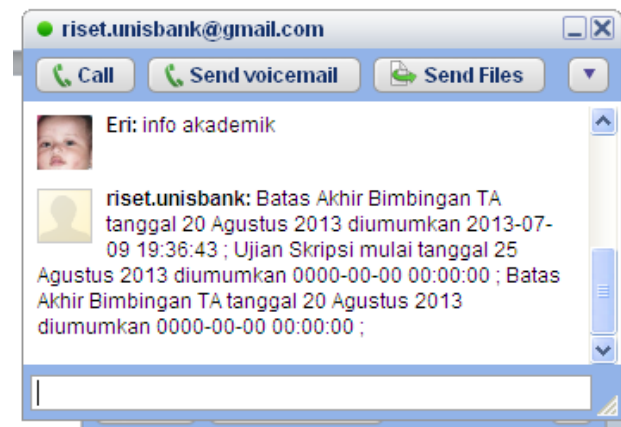 riset.unisbank@gmail.com
Call Send voicemail Send Files
Eri: info akademik
riset.unisbank: Batas Akhir Bimbingan TA
tanggal 20 Agustus 2013 diumumkan 2013-07-
09 19:36:43 ; Ujian Skripsi mulai tanggal 25
Agustus 2013 diumumkan 0000-00-00 00:00:00 ; Batas
Akhir Bimbingan TA tanggal 20 Agustus 2013
diumumkan 0000-00-00 00:00:00 ;